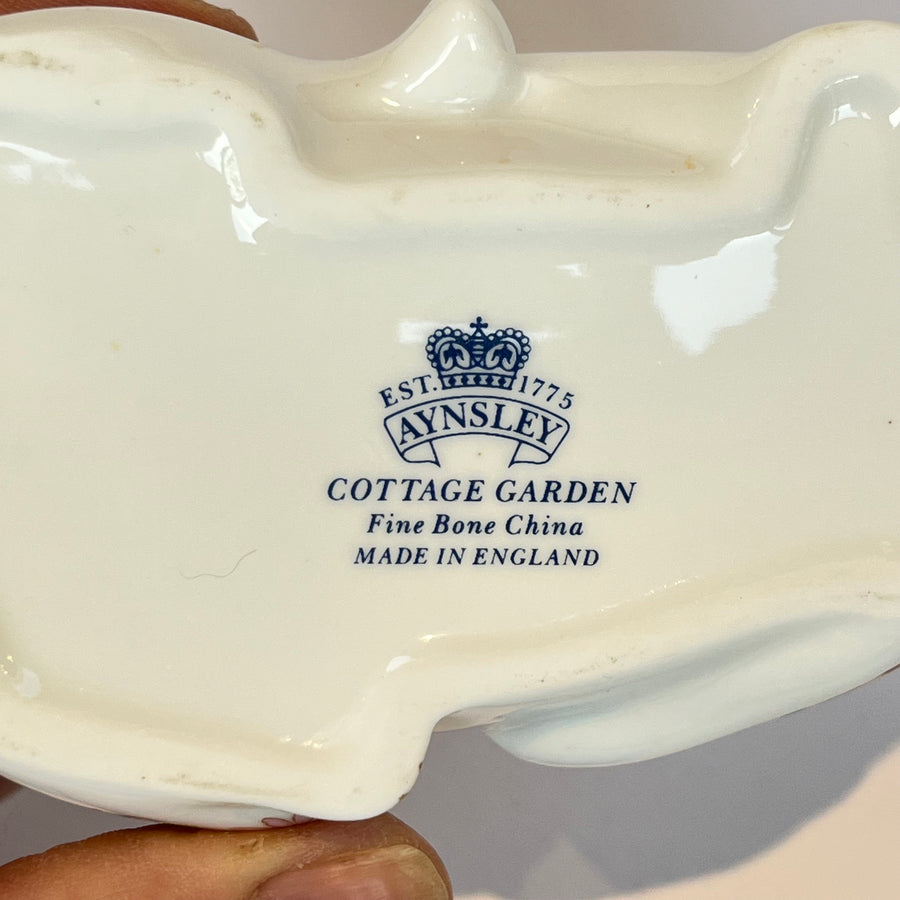 EST. 1775
AYNSLEY
COTTAGE GARDEN
Fine Bone China
MADE IN ENGLAND